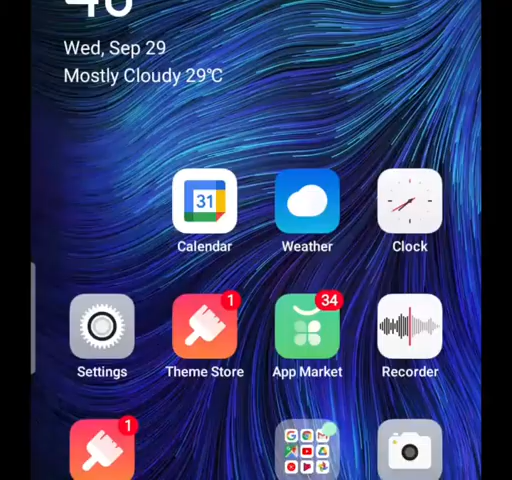 46
Wed, Sep 29
Mostly Cloudy 29°C
31
Calendar
Weather
Clock
1
34
Settings
Theme Store
App Market
Recorder
1